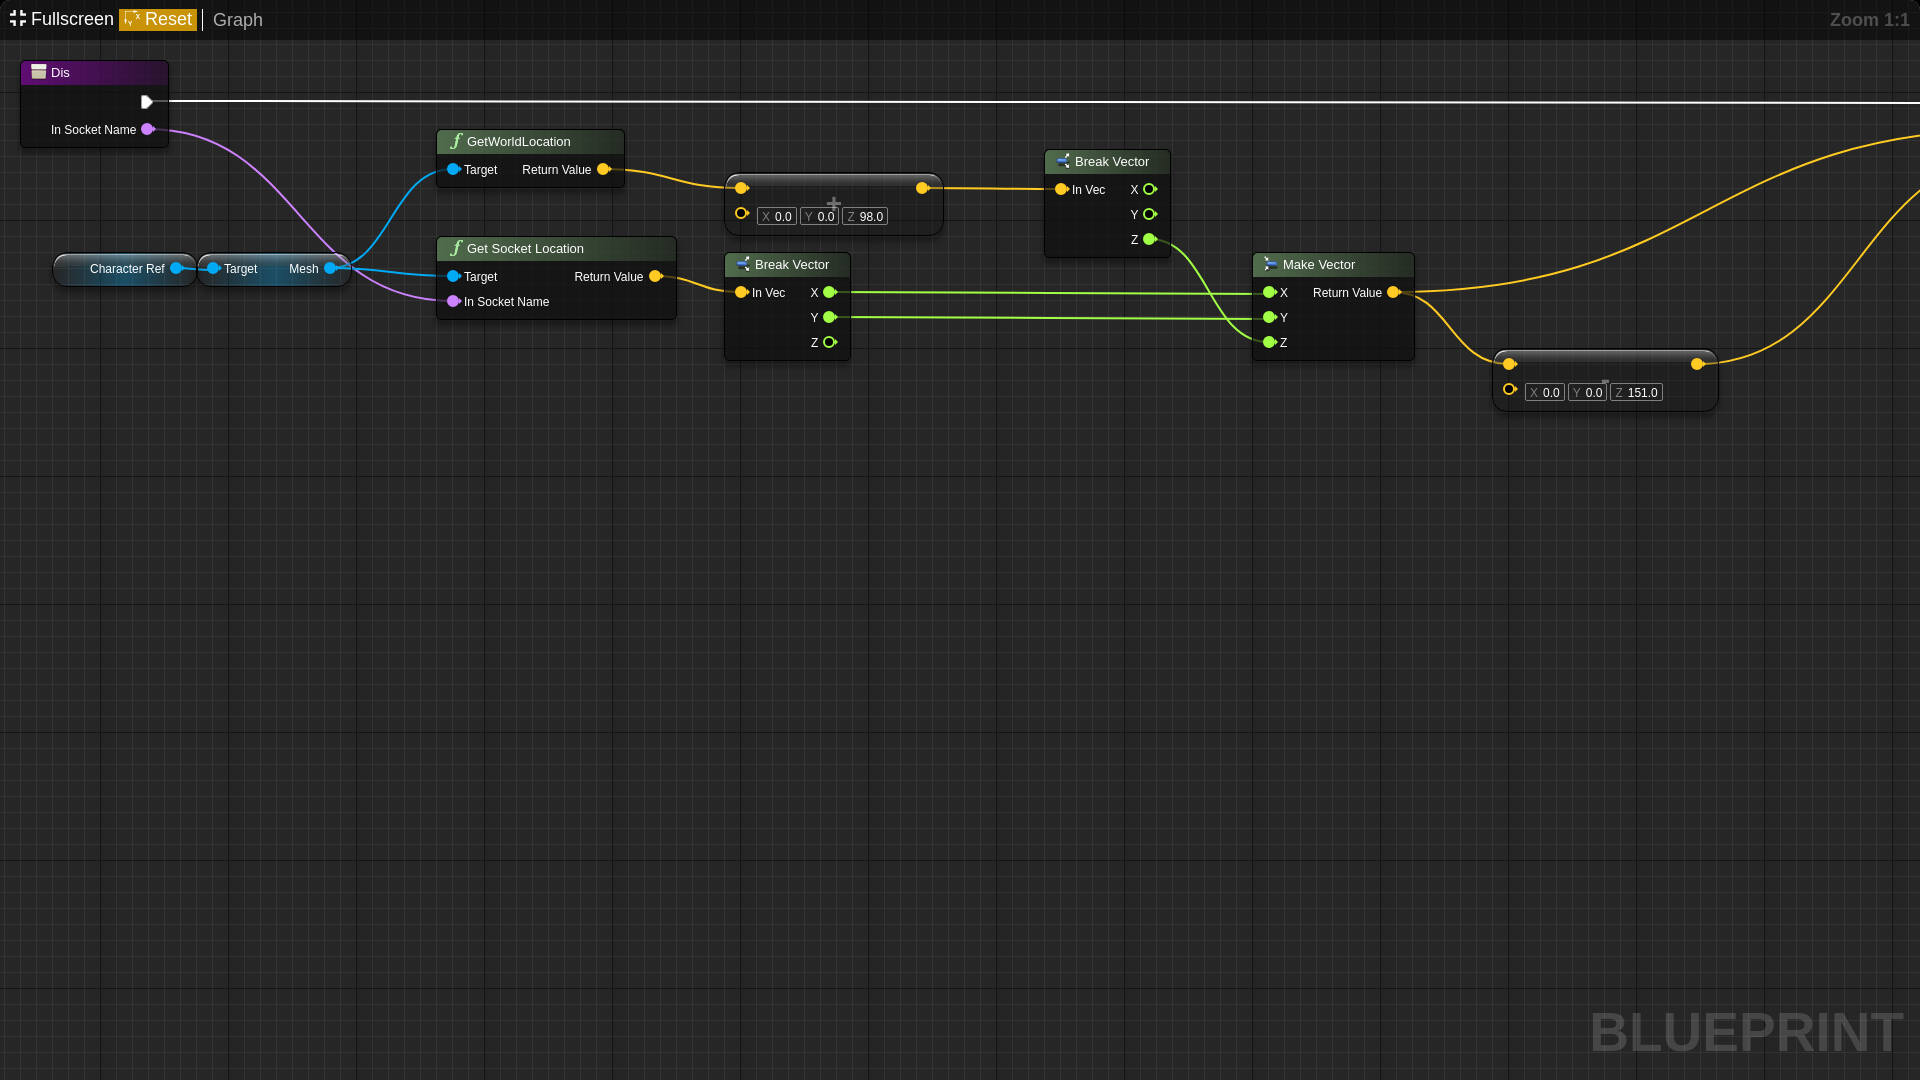 Fullscreen Reset Graph Zoom 1:1
Dis
In Socket Name
GetWorldLocation
Target Return Value
X 0.0 Y 0.0 Z 98.0
Break Vector
In Vec X
Y
Z
Character Ref
Target Mesh
Get Socket Location
Target Return Value
In Socket Name
Break Vector
In Vec X
Y
Z
Make Vector
X Return Value
Y
Z
X 0.0 Y 0.0 Z 151.0
BLUEPRINT